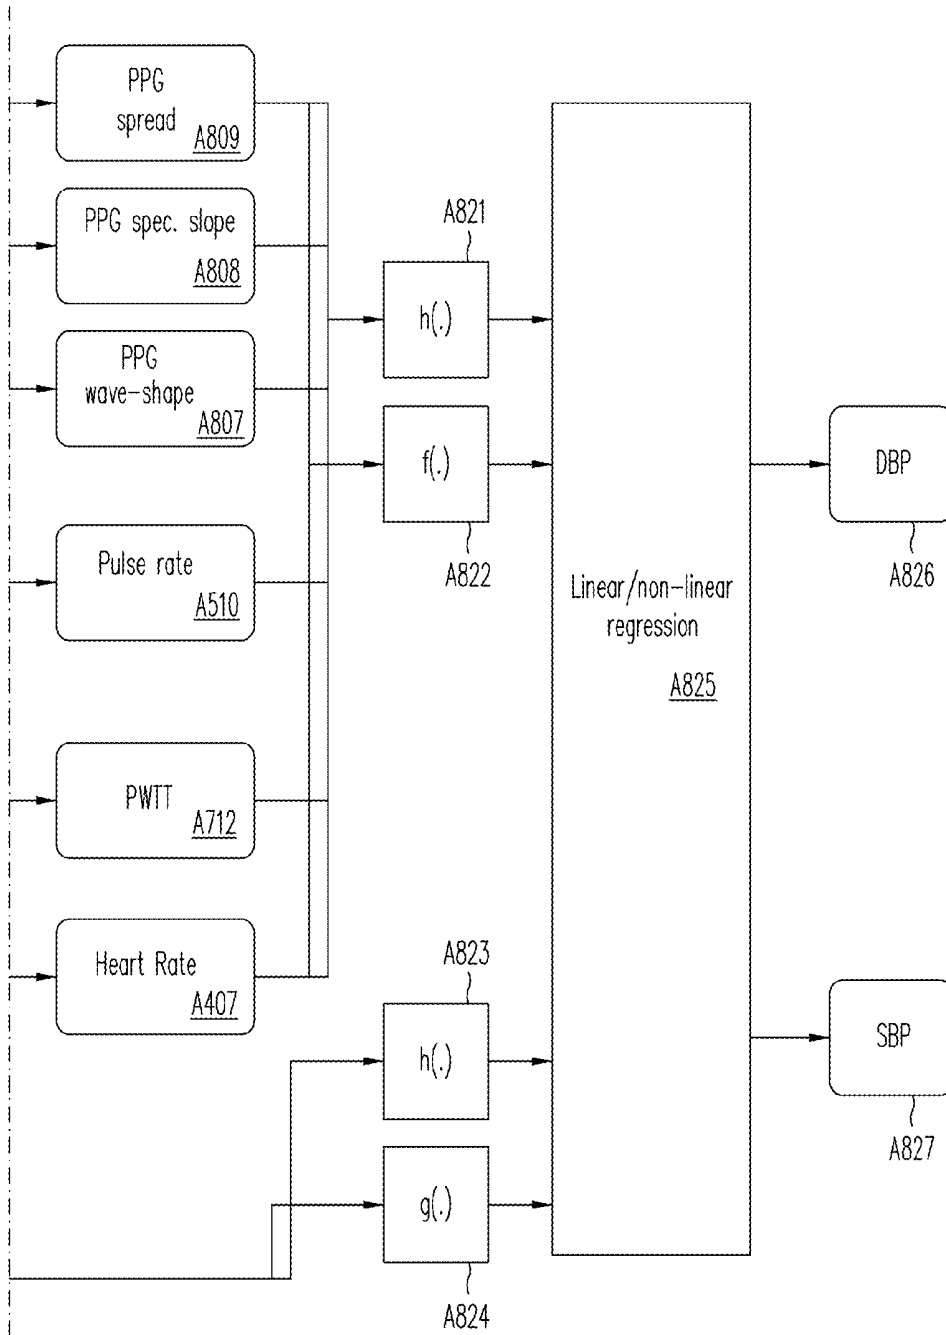 PPG
spread
A809
PPG spec. slope
A808
PPG
wave-shape
A807
Pulse rate
A510
PWTT
A712
Heart Rate
A407
A821
h(.)
f(.)
A822
A823
h(.)
g(.)
A824
Linear/non-linear
regression
A825
DBP
A826
SBP
A827